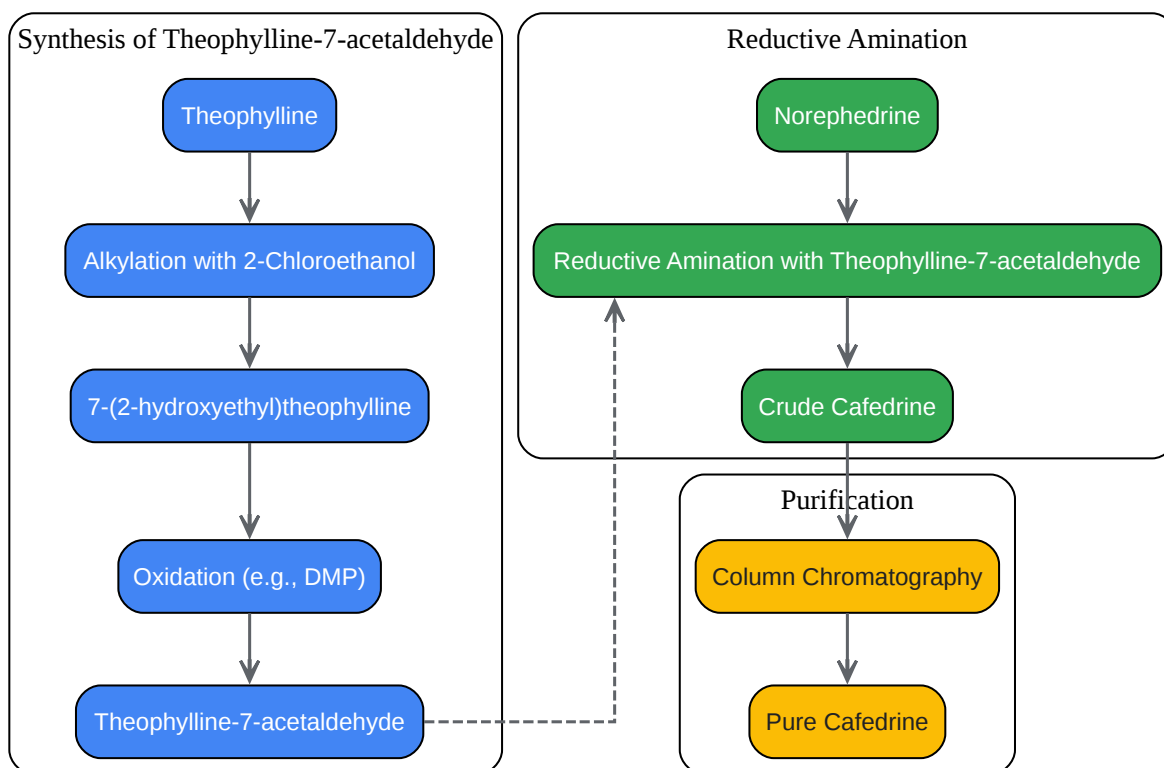 Synthesis of Theophylline-7-acetaldehyde
Theophylline
Alkylation with 2-Chloroethanol
7-(2-hydroxyethyl)theophylline
Oxidation (e.g., DMP)
Theophylline-7-acetaldehyde
Reductive Amination
Norephedrine
Reductive Amination with Theophylline-7-acetaldehyde
Crude Cafedrine
Purification
Column Chromatography
Pure Cafedrine